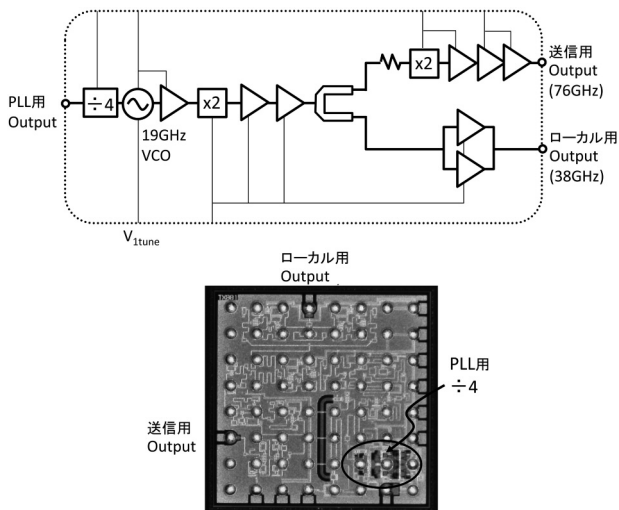 送信用
Output
(76GHz)
PLL用
Output
÷4
19GHz
VCO
x2
x2
ローカル用
Output
(38GHz)
V1tune
ローカル用
Output
PLL用
÷4
送信用
Output